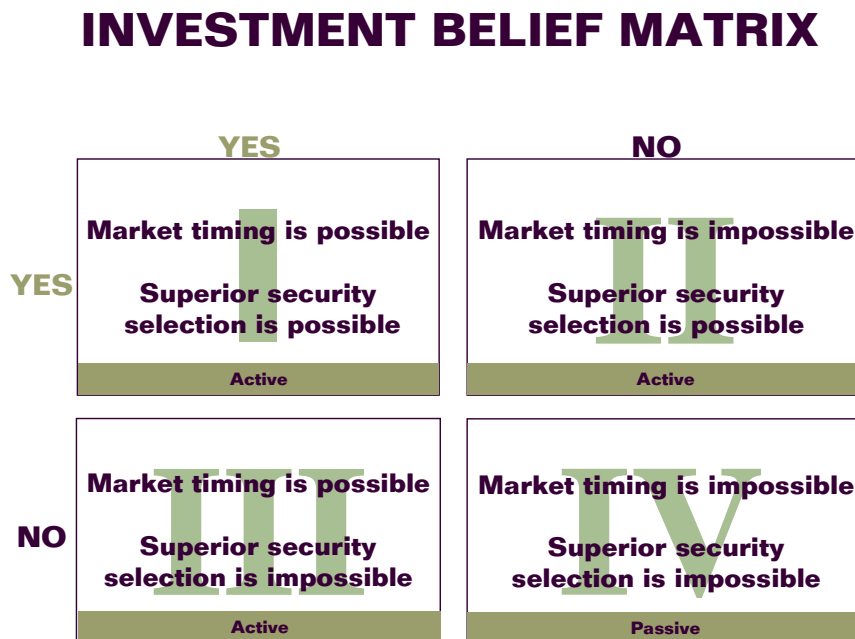 INVESTMENT BELIEF MATRIX
YES
NO
YES
I
Market timing is possible
Superior security
selection is possible
Active
II
Market timing is impossible
Superior security
selection is possible
Active
NO
III
Market timing is possible
Superior security
selection is impossible
Active
IV
Market timing is impossible
Superior security
selection is impossible
Passive